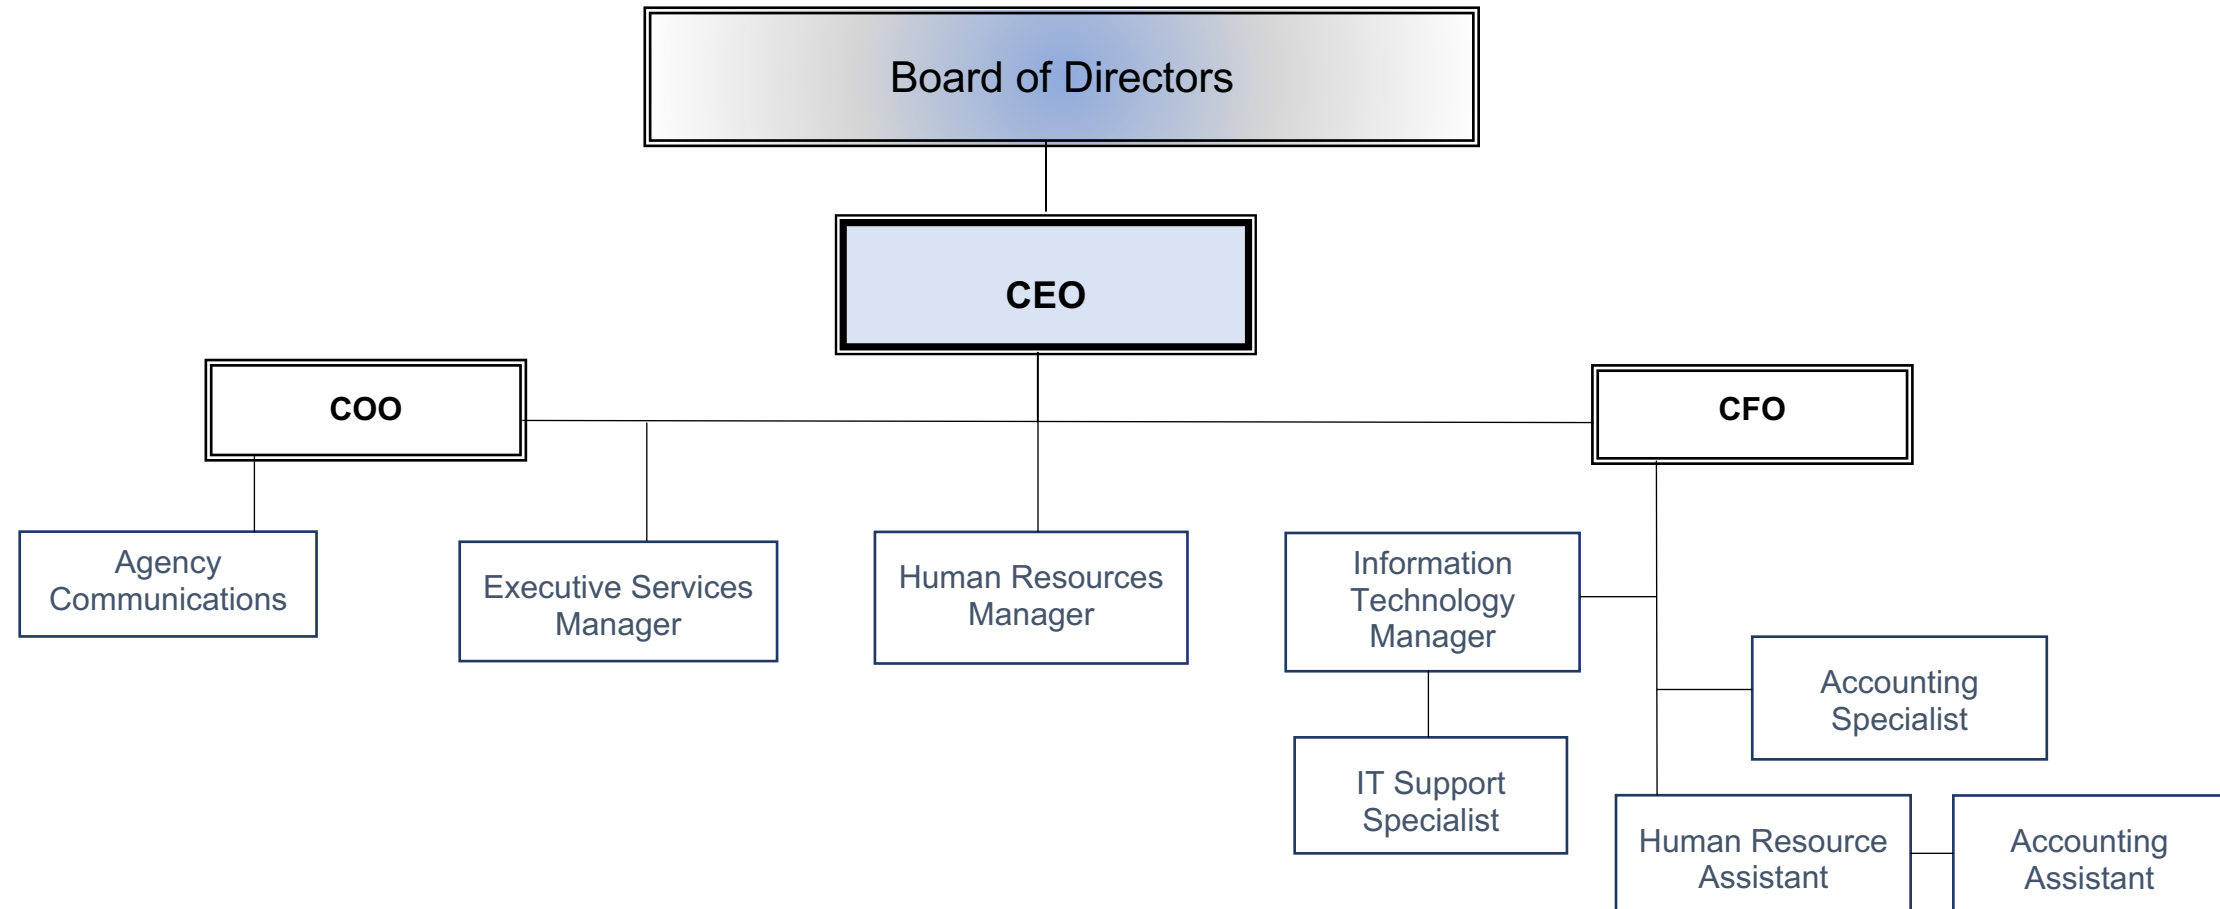 Board of Directors
CEO
COO
CFO
Agency
Communications
Executive Services
Manager
Human Resources
Manager
Information
Technology
Manager
Accounting
Specialist
IT Support
Specialist
Human Resource
Assistant
Accounting
Assistant